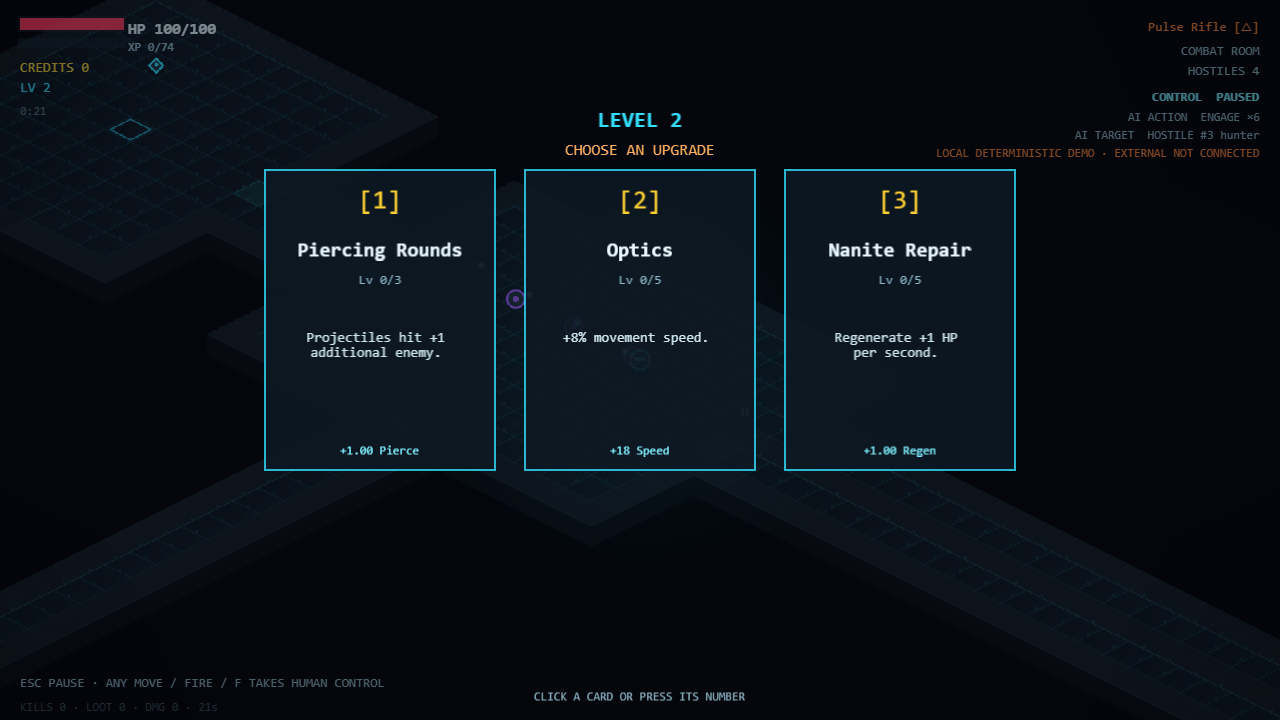 HP 100/100
XP 0/74
CREDITS 0
LV 2
0:21
Pulse Rifle [△]
COMBAT ROOM
HOSTILES 4
CONTROL PAUSED
AI ACTION ENGAGE ×6
AI TARGET HOSTILE #3 hunter
LOCAL DETERMINISTIC DEMO · EXTERNAL NOT CONNECTED
LEVEL 2
CHOOSE AN UPGRADE
[1]
Piercing Rounds
Lv 0/3
Projectiles hit +1
additional enemy.
+1.00 Pierce
[2]
Optics
Lv 0/5
+8% movement speed.
+18 Speed
[3]
Nanite Repair
Lv 0/5
Regenerate +1 HP
per second.
+1.00 Regen
ESC PAUSE · ANY MOVE / FIRE / F TAKES HUMAN CONTROL
KILLS 0 · LOOT 0 · DMG 0 · 21s
CLICK A CARD OR PRESS ITS NUMBER